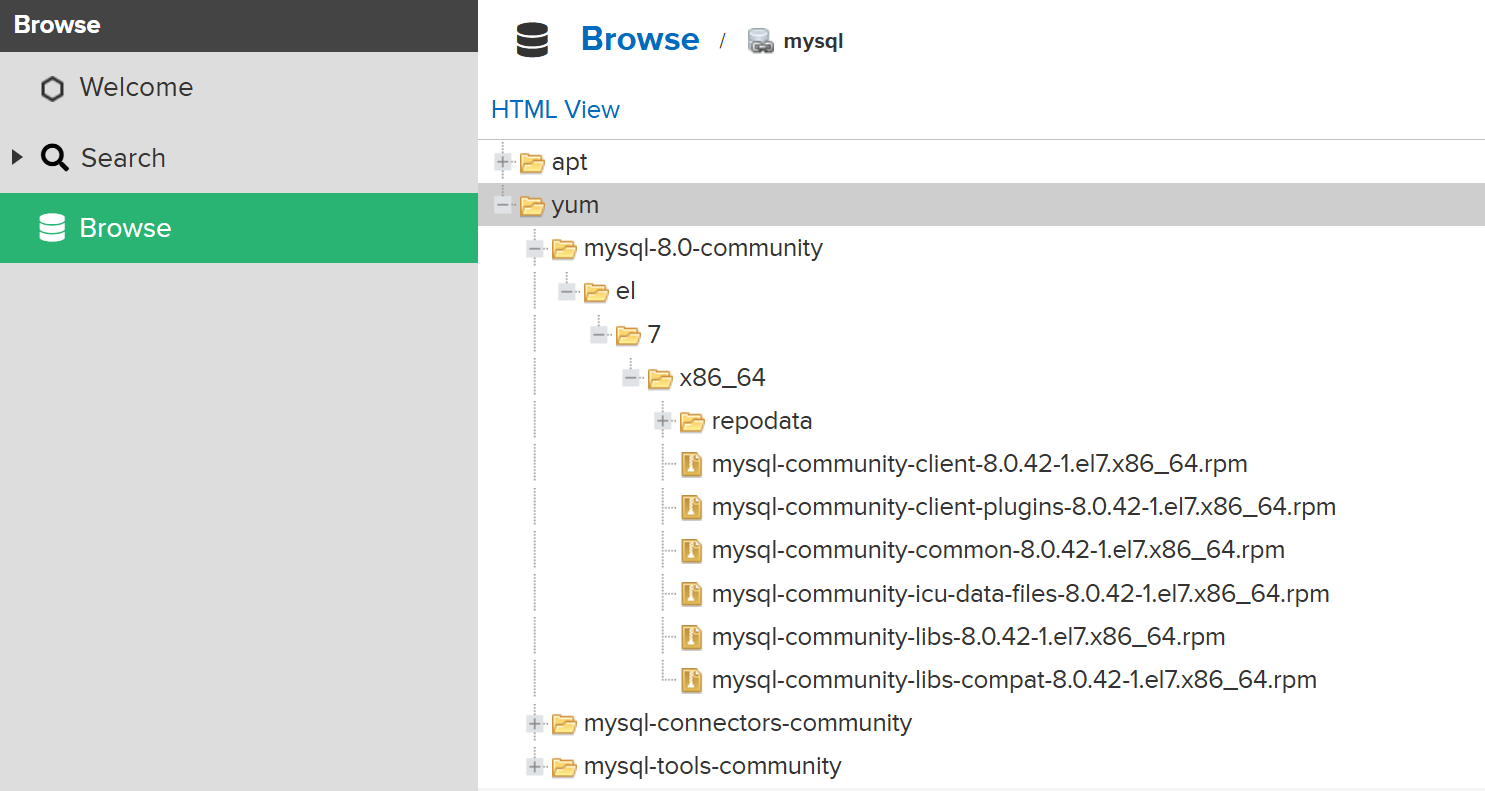 Browse
Welcome
Search
Browse
Browse / mysql
HTML View
apt
yum
mysql-8.0-community
el
7
x86_64
repodata
mysql-community-client-8.0.42-1.el7.x86_64.rpm
mysql-community-client-plugins-8.0.42-1.el7.x86_64.rpm
mysql-community-common-8.0.42-1.el7.x86_64.rpm
mysql-community-icu-data-files-8.0.42-1.el7.x86_64.rpm
mysql-community-libs-8.0.42-1.el7.x86_64.rpm
mysql-community-libs-compat-8.0.42-1.el7.x86_64.rpm
mysql-connectors-community
mysql-tools-community